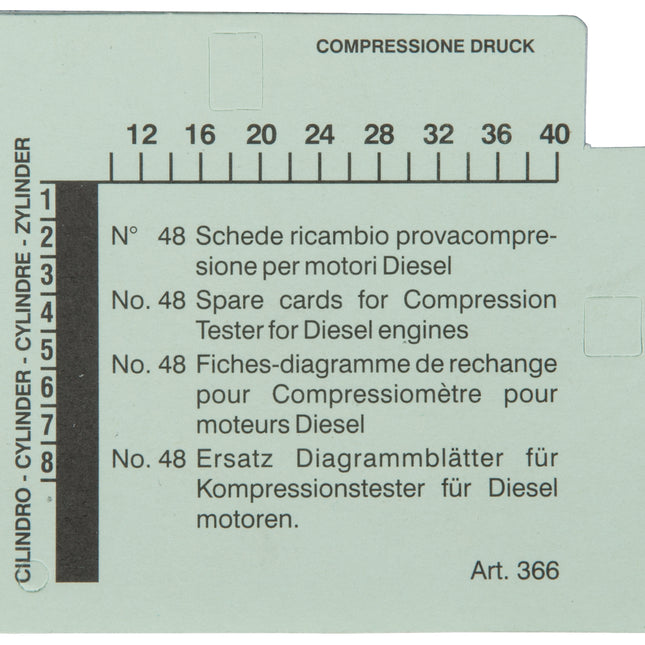 COMPRESSIONE DRUCK
12 16 20 24 28 32 36 40
CILINDRO - CYLINDER - CYLINDRE - ZYLINDER
1
2
3
4
5
6
7
8
N° 48 Schede ricambio provacompre-
sione per motori Diesel
No. 48 Spare cards for Compression
Tester for Diesel engines
No. 48 Fiches-diagramme de rechange
pour Compressiomètre pour
moteurs Diesel
No. 48 Ersatz Diagrammblätter für
Kompressionstester für Diesel
motoren.
Art. 366